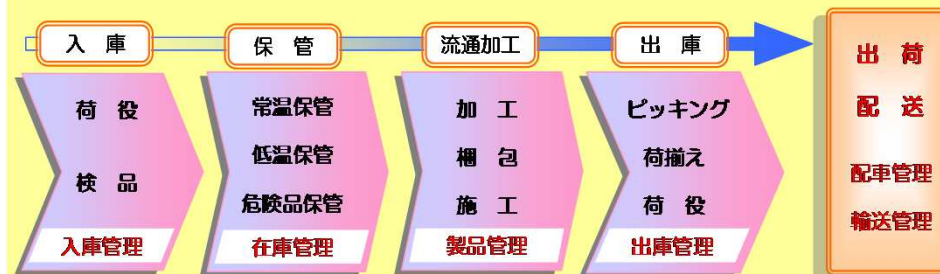 入庫
保管
流通加工
出庫
荷役
検品
入庫管理
常温保管
低温保管
危険品保管
在庫管理
加工
梱包
施工
製品管理
ピッキング
荷揃え
荷役
出庫管理
出荷
配送
配車管理
輸送管理